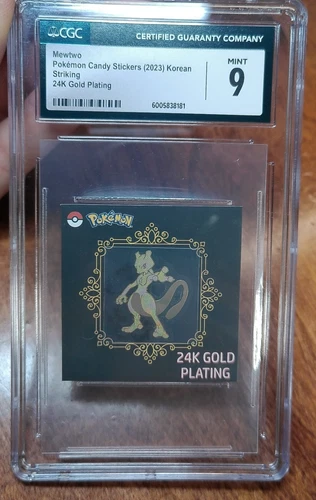 CGC
CERTIFIED GUARANTY COMPANY
Mewtwo
Pokémon Candy Stickers (2023) Korean
Striking
24K Gold Plating
6005838181
MINT
9
Pokémon
24K GOLD
PLATING